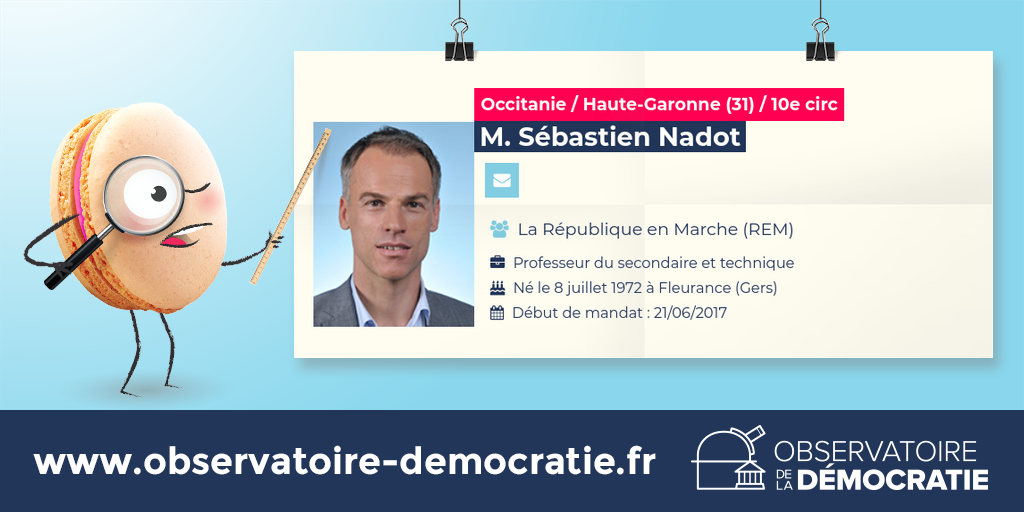 Occitanie / Haute-Garonne (31) / 10e circ
M. Sébastien Nadot
La République en Marche (REM)
Professeur du secondaire et technique
Né le 8 juillet 1972 à Fleurance (Gers)
Début de mandat : 21/06/2017
www.observatoire-democratie.fr
OBSERVATOIRE
DE LA DÉMOCRATIE